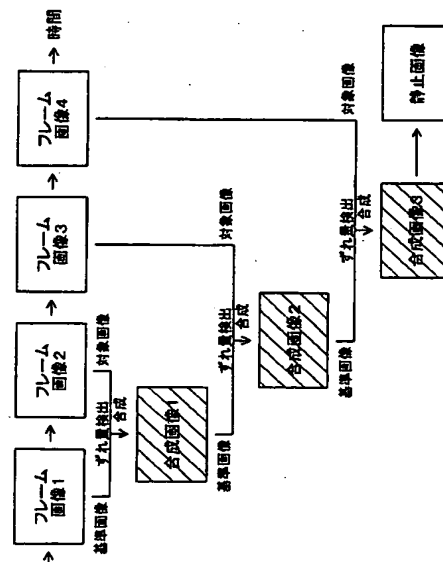 フレーム
画像1
フレーム
画像2
フレーム
画像3
フレーム
画像4
時間
基準画像
対象画像
ずれ量検出
合成
合成画像1
基準画像
対象画像
ずれ量検出
合成
合成画像2
基準画像
対象画像
ずれ量検出
合成
合成画像3
静止画像